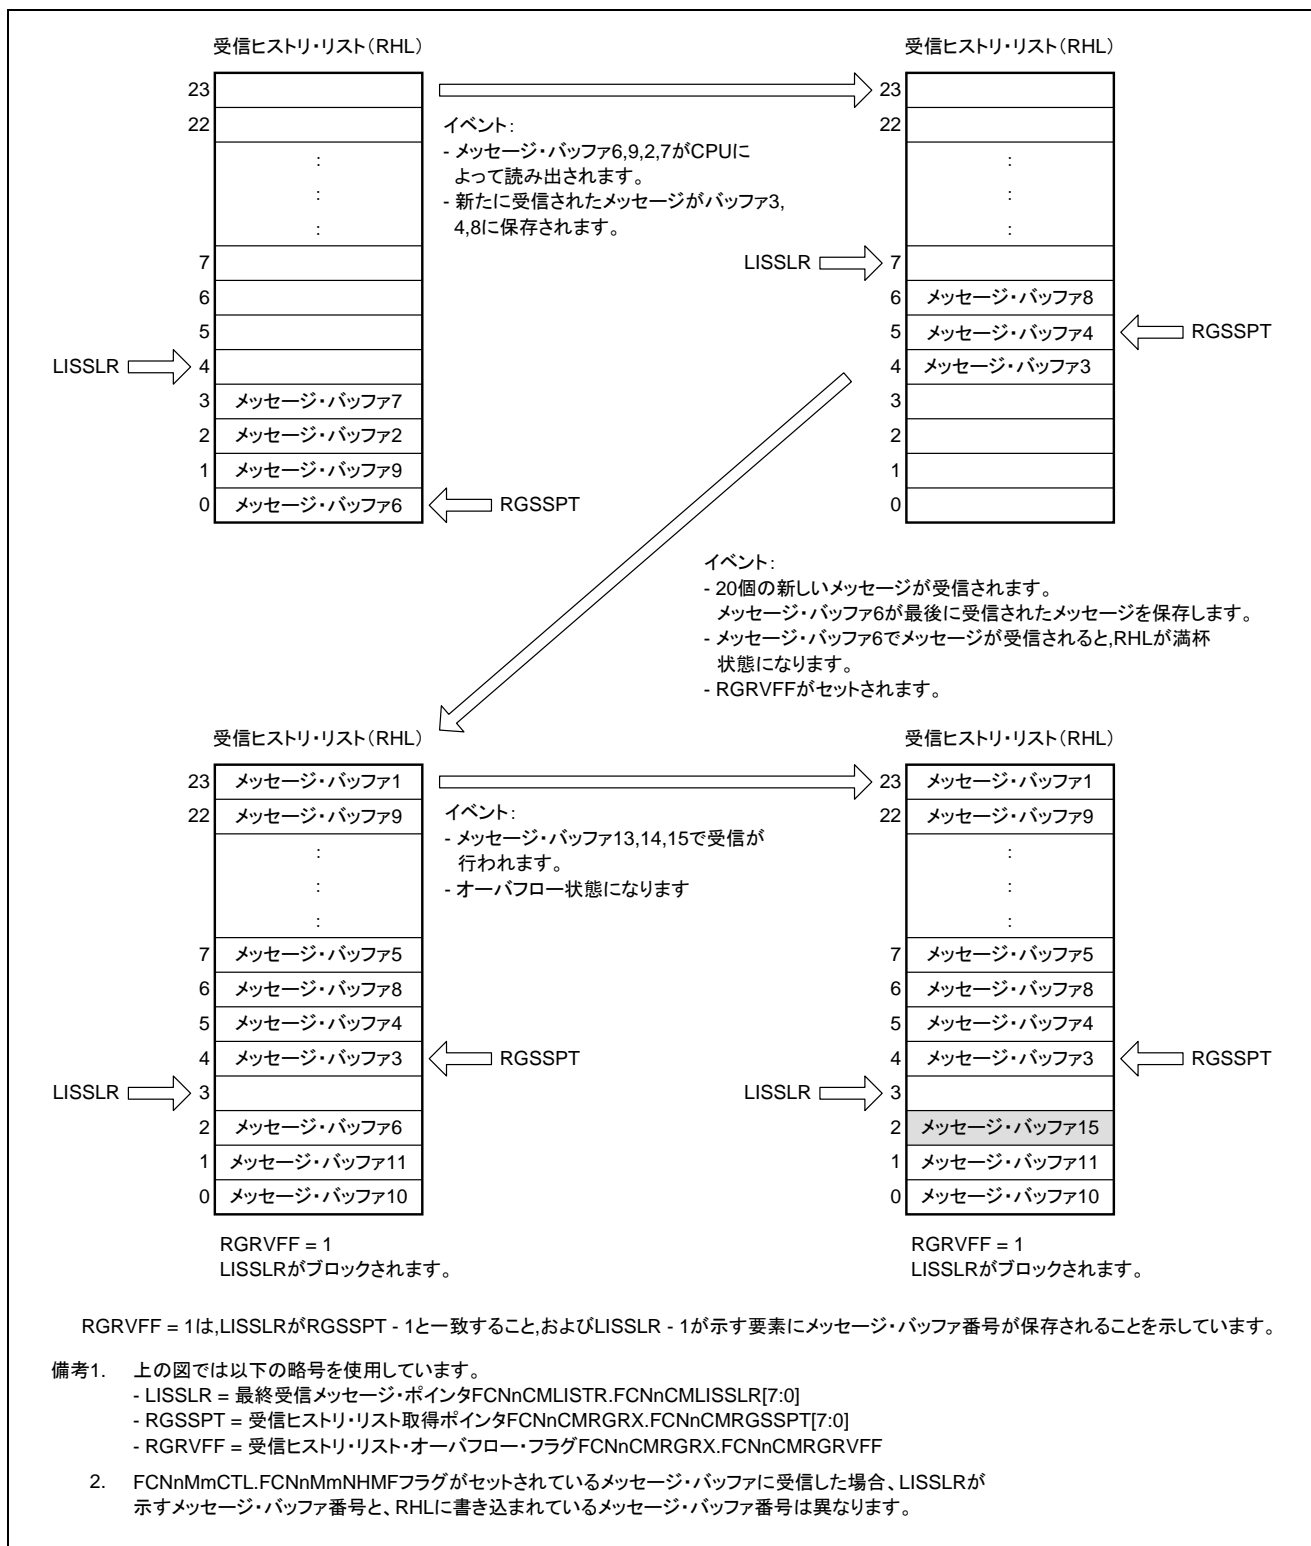 受信ヒストリ・リスト(RHL)
23
22
:
:
:
7
6
5
LISSLR
4
3 メッセージ・バッファ7
2 メッセージ・バッファ2
1 メッセージ・バッファ9
0 メッセージ・バッファ6
RGSSPT
イベント:
- メッセージ・バッファ6,9,2,7がCPUに
よって読み出されます。
- 新たに受信されたメッセージがバッファ3,
4,8に保存されます。
受信ヒストリ・リスト(RHL)
23
22
:
:
:
LISSLR
7
6 メッセージ・バッファ8
5 メッセージ・バッファ4
RGSSPT
4 メッセージ・バッファ3
3
2
1
0
イベント:
- 20個の新しいメッセージが受信されます。
メッセージ・バッファ6が最後に受信されたメッセージを保存します。
- メッセージ・バッファ6でメッセージが受信されると,RHLが満杯
状態になります。
- RGRVFFがセットされます。
受信ヒストリ・リスト(RHL)
23 メッセージ・バッファ1
22 メッセージ・バッファ9
:
:
:
7 メッセージ・バッファ5
6 メッセージ・バッファ8
5 メッセージ・バッファ4
4 メッセージ・バッファ3
RGSSPT
LISSLR
3
2 メッセージ・バッファ6
1 メッセージ・バッファ11
0 メッセージ・バッファ10
RGRVFF = 1
LISSLRがブロックされます。
イベント:
- メッセージ・バッファ13,14,15で受信が
行われます。
- オーバフロー状態になります
受信ヒストリ・リスト(RHL)
23 メッセージ・バッファ1
22 メッセージ・バッファ9
:
:
:
7 メッセージ・バッファ5
6 メッセージ・バッファ8
5 メッセージ・バッファ4
4 メッセージ・バッファ3
RGSSPT
LISSLR
3
2 メッセージ・バッファ15
1 メッセージ・バッファ11
0 メッセージ・バッファ10
RGRVFF = 1
LISSLRがブロックされます。
RGRVFF = 1は,LISSLRがRGSSPT - 1と一致すること,およびLISSLR - 1が示す要素にメッセージ・バッファ番号が保存されることを示しています。
備考1. 上の図では以下の略号を使用しています。
- LISSLR = 最終受信メッセージ・ポインタFCNnCMLISTR.FCNnCMLISSLR[7:0]
- RGSSPT = 受信ヒストリ・リスト取得ポインタFCNnCMRGRX.FCNnCMRGSSPT[7:0]
- RGRVFF = 受信ヒストリ・リスト・オーバフロー・フラグFCNnCMRGRX.FCNnCMRGRVFF
2. FCNnMmCTL.FCNnMmNHMFフラグがセットされているメッセージ・バッファに受信した場合、LISSLRが
示すメッセージ・バッファ番号と、RHLに書き込まれているメッセージ・バッファ番号は異なります。